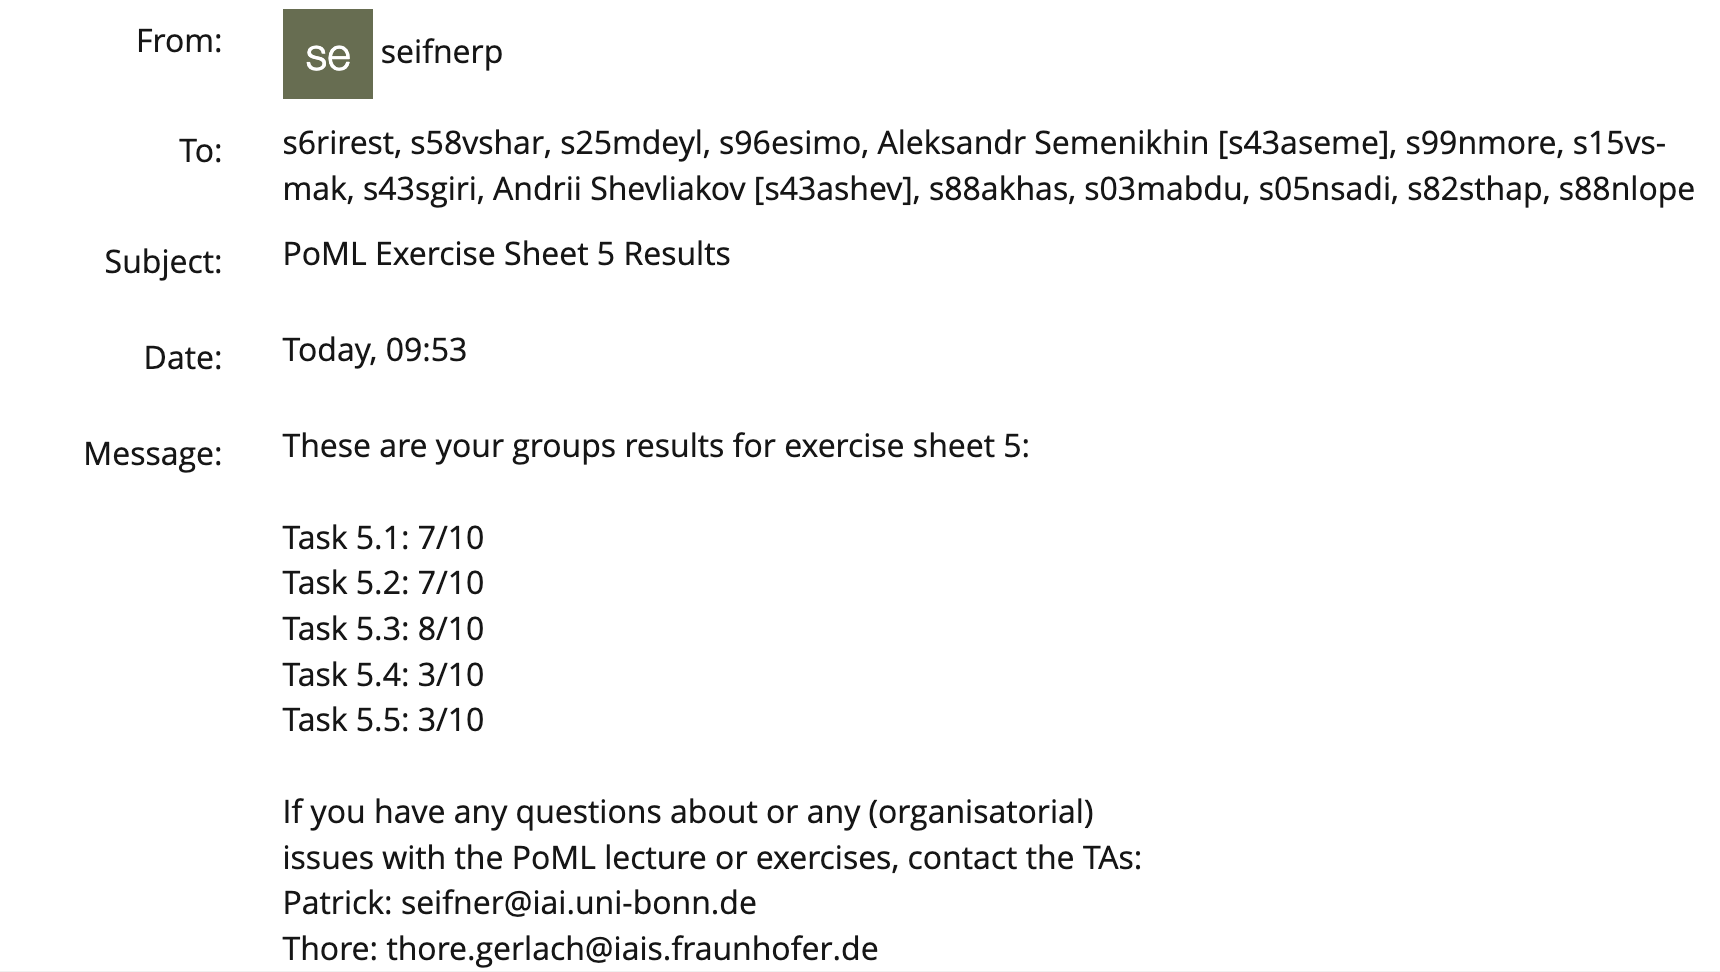 From:
se seifnerp
To:
s6rirest, s58vshar, s25mdeyl, s96esimo, Aleksandr Semenikhin [s43aseme], s99nmore, s15vs-
mak, s43sgiri, Andrii Shevliakov [s43ashev], s88akhas, s03mabdu, s05nsadi, s82sthap, s88nlope
Subject:
PoML Exercise Sheet 5 Results
Date:
Today, 09:53
Message:
These are your groups results for exercise sheet 5:
Task 5.1: 7/10
Task 5.2: 7/10
Task 5.3: 8/10
Task 5.4: 3/10
Task 5.5: 3/10
If you have any questions about or any (organisatorial)
issues with the PoML lecture or exercises, contact the TAs:
Patrick: seifner@iai.uni-bonn.de
Thore: thore.gerlach@iais.fraunhofer.de